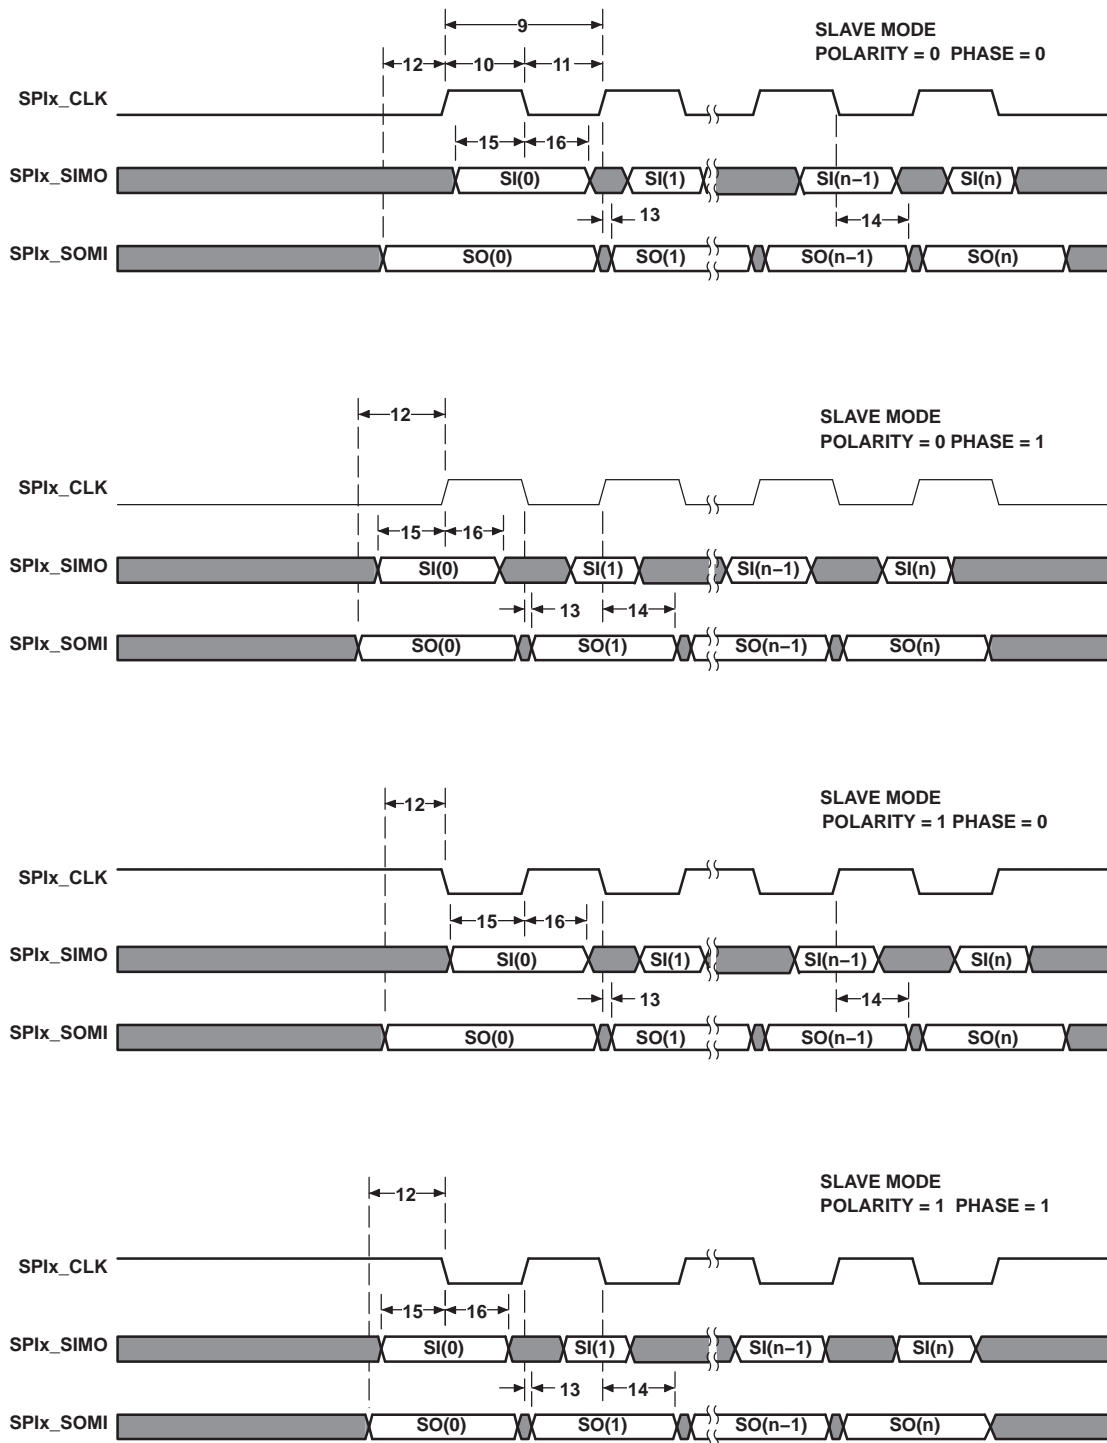 9
SLAVE MODE
POLARITY = 0 PHASE = 0
12 10 11
SPIx_CLK
15 16
SPIx_SIMO SI(0) SI(1) SI(n−1) SI(n)
13 14
SPIx_SOMI SO(0) SO(1) SO(n−1) SO(n)
12
SLAVE MODE
POLARITY = 0 PHASE = 1
SPIx_CLK
15 16
SPIx_SIMO SI(0) SI(1) SI(n−1) SI(n)
13 14
SPIx_SOMI SO(0) SO(1) SO(n−1) SO(n)
12
SLAVE MODE
POLARITY = 1 PHASE = 0
SPIx_CLK
15 16
SPIx_SIMO SI(0) SI(1) SI(n−1) SI(n)
13 14
SPIx_SOMI SO(0) SO(1) SO(n−1) SO(n)
12
SLAVE MODE
POLARITY = 1 PHASE = 1
SPIx_CLK
15 16
SPIx_SIMO SI(0) SI(1) SI(n−1) SI(n)
13 14
SPIx_SOMI SO(0) SO(1) SO(n−1) SO(n)